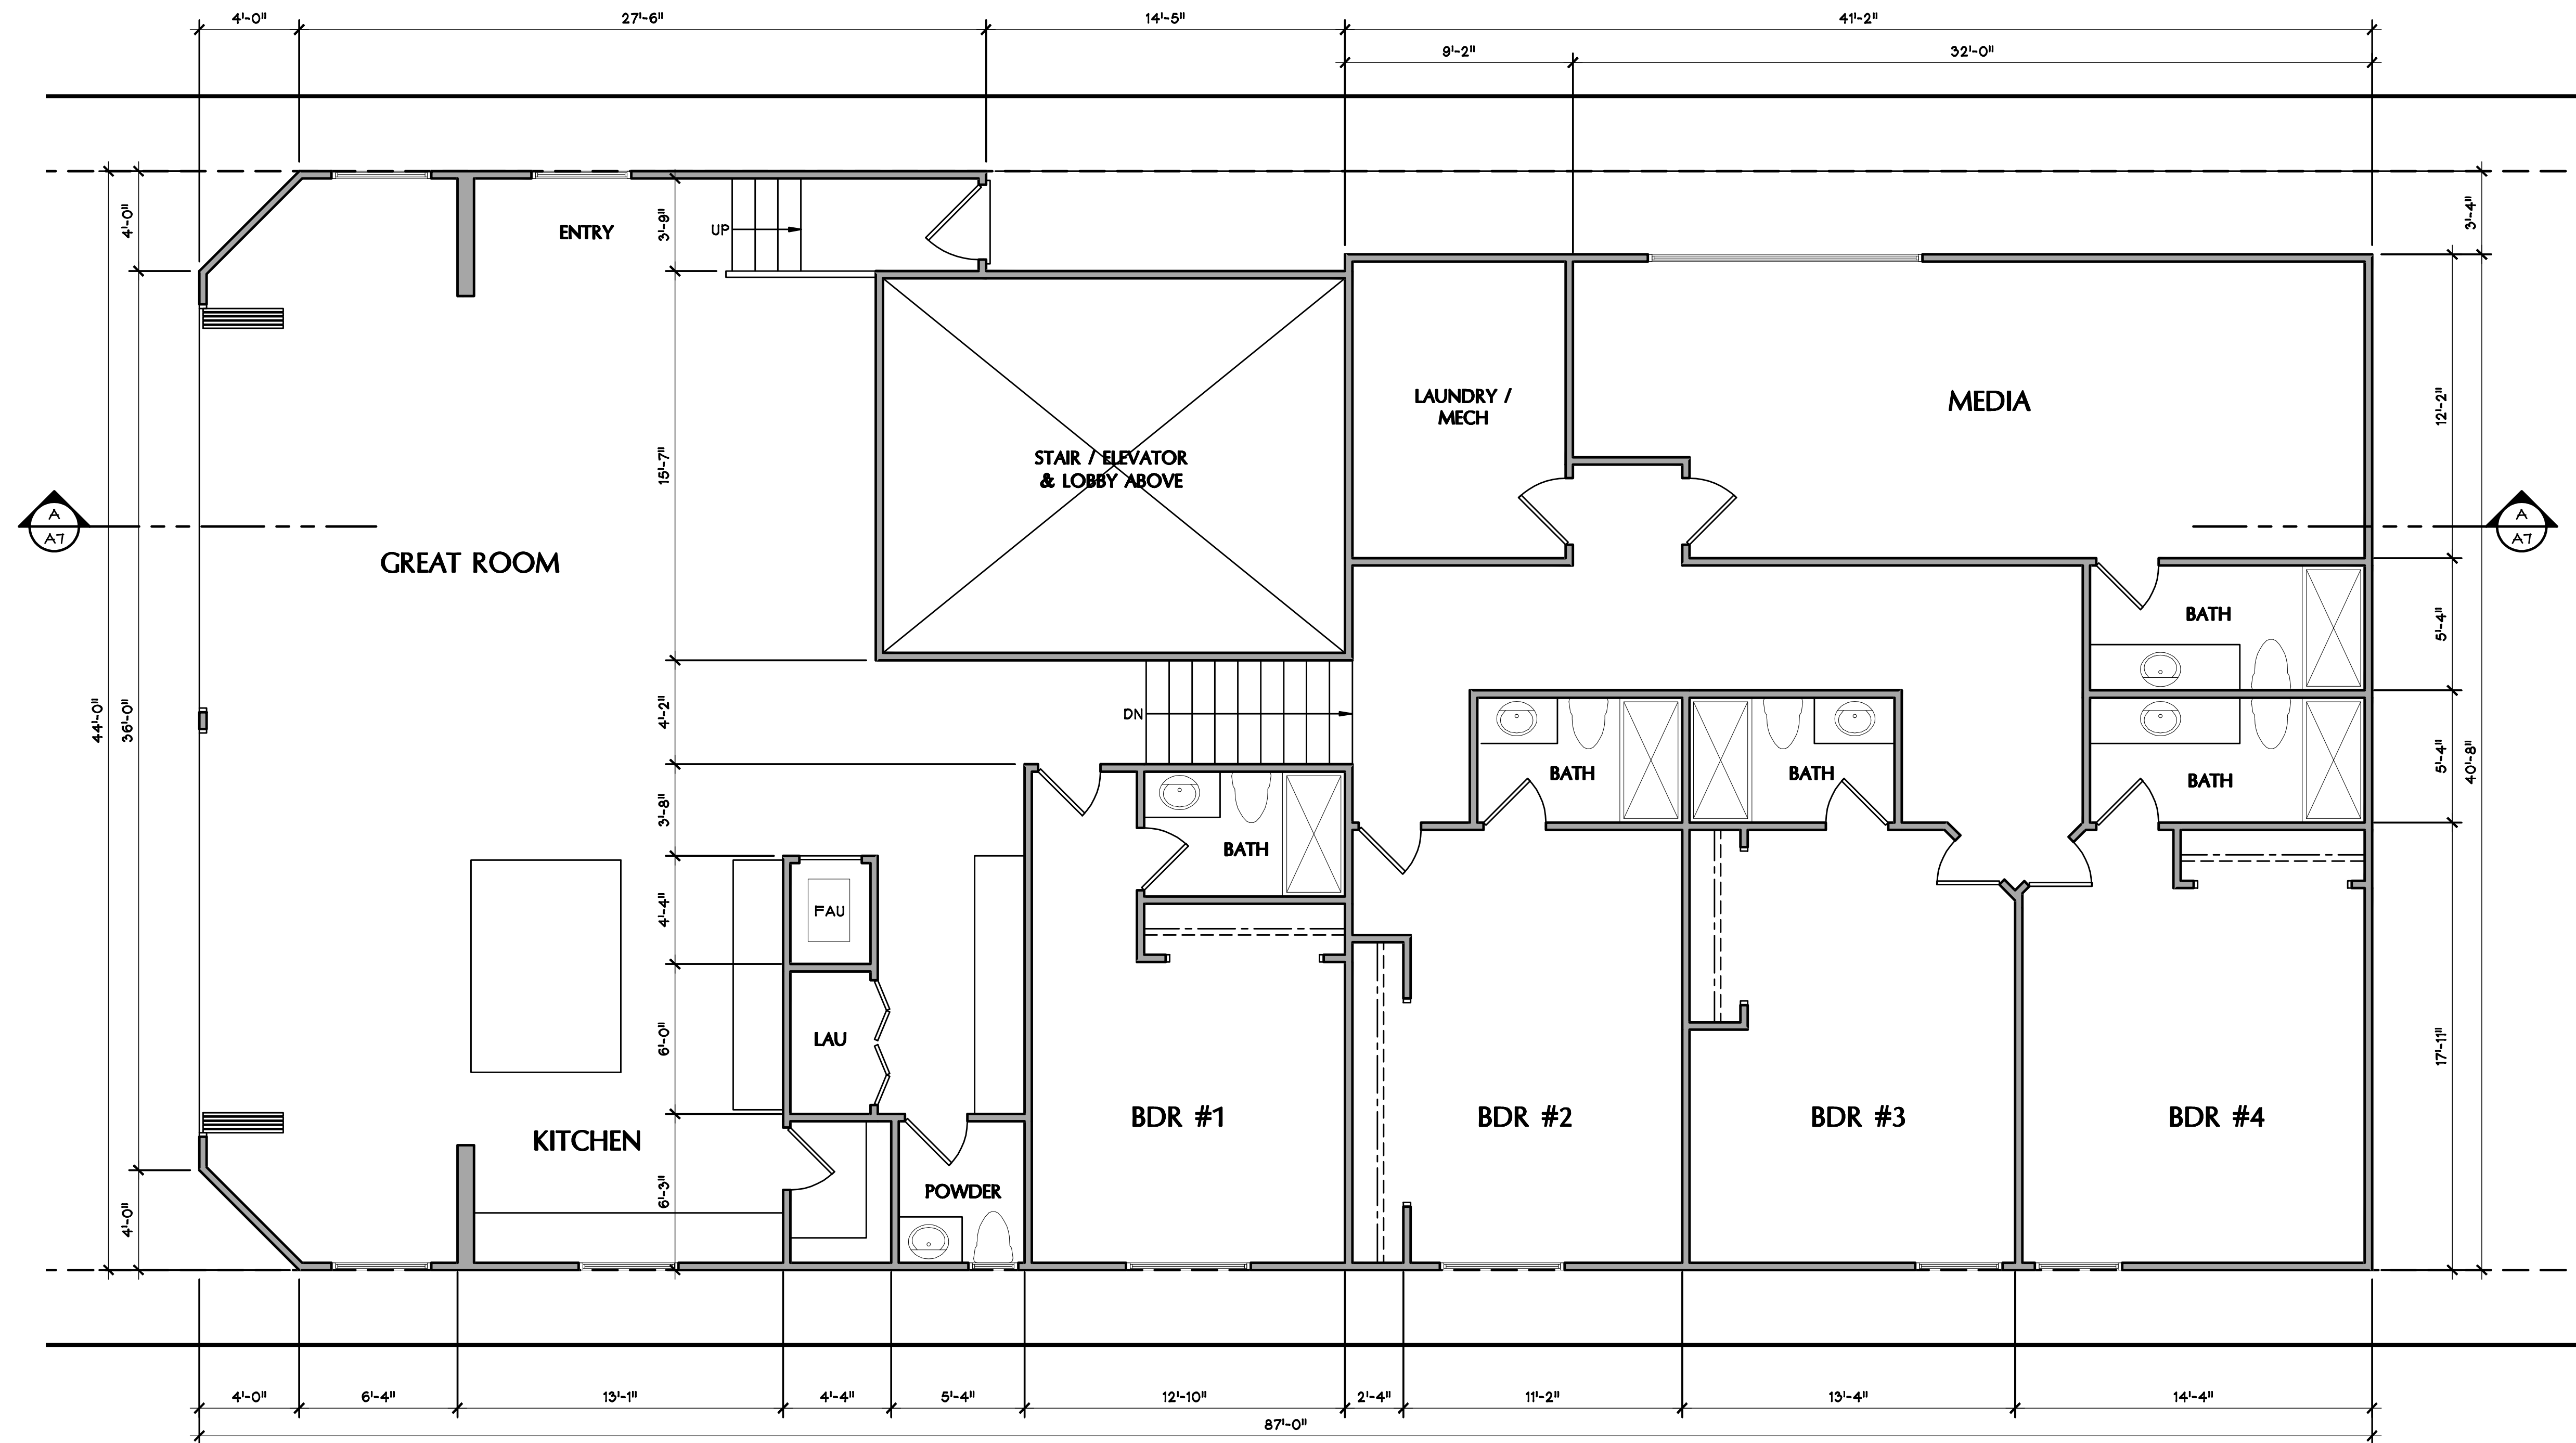 4'-0" 27'-6" 14'-5" 41'-2"
9'-2" 32'-0"
4'-0"
ENTRY
3'-9"
UP
3'-4"
LAUNDRY /
MECH
MEDIA
12'-2"
STAIR / ELEVATOR
& LOBBY ABOVE
15'-7"
A
A7
A
A7
GREAT ROOM
BATH
5'-4"
44'-0"
36'-0"
4'-2"
DN
BATH
BATH
BATH
5'-4"
40'-8"
3'-8"
BATH
FAU
4'-4"
LAU
6'-0"
17'-11"
BDR #1
BDR #2
BDR #3
BDR #4
KITCHEN
POWDER
6'-3"
4'-0"
4'-0" 6'-4" 13'-1" 4'-4" 5'-4" 12'-10" 2'-4" 11'-2" 13'-4" 14'-4"
87'-0"